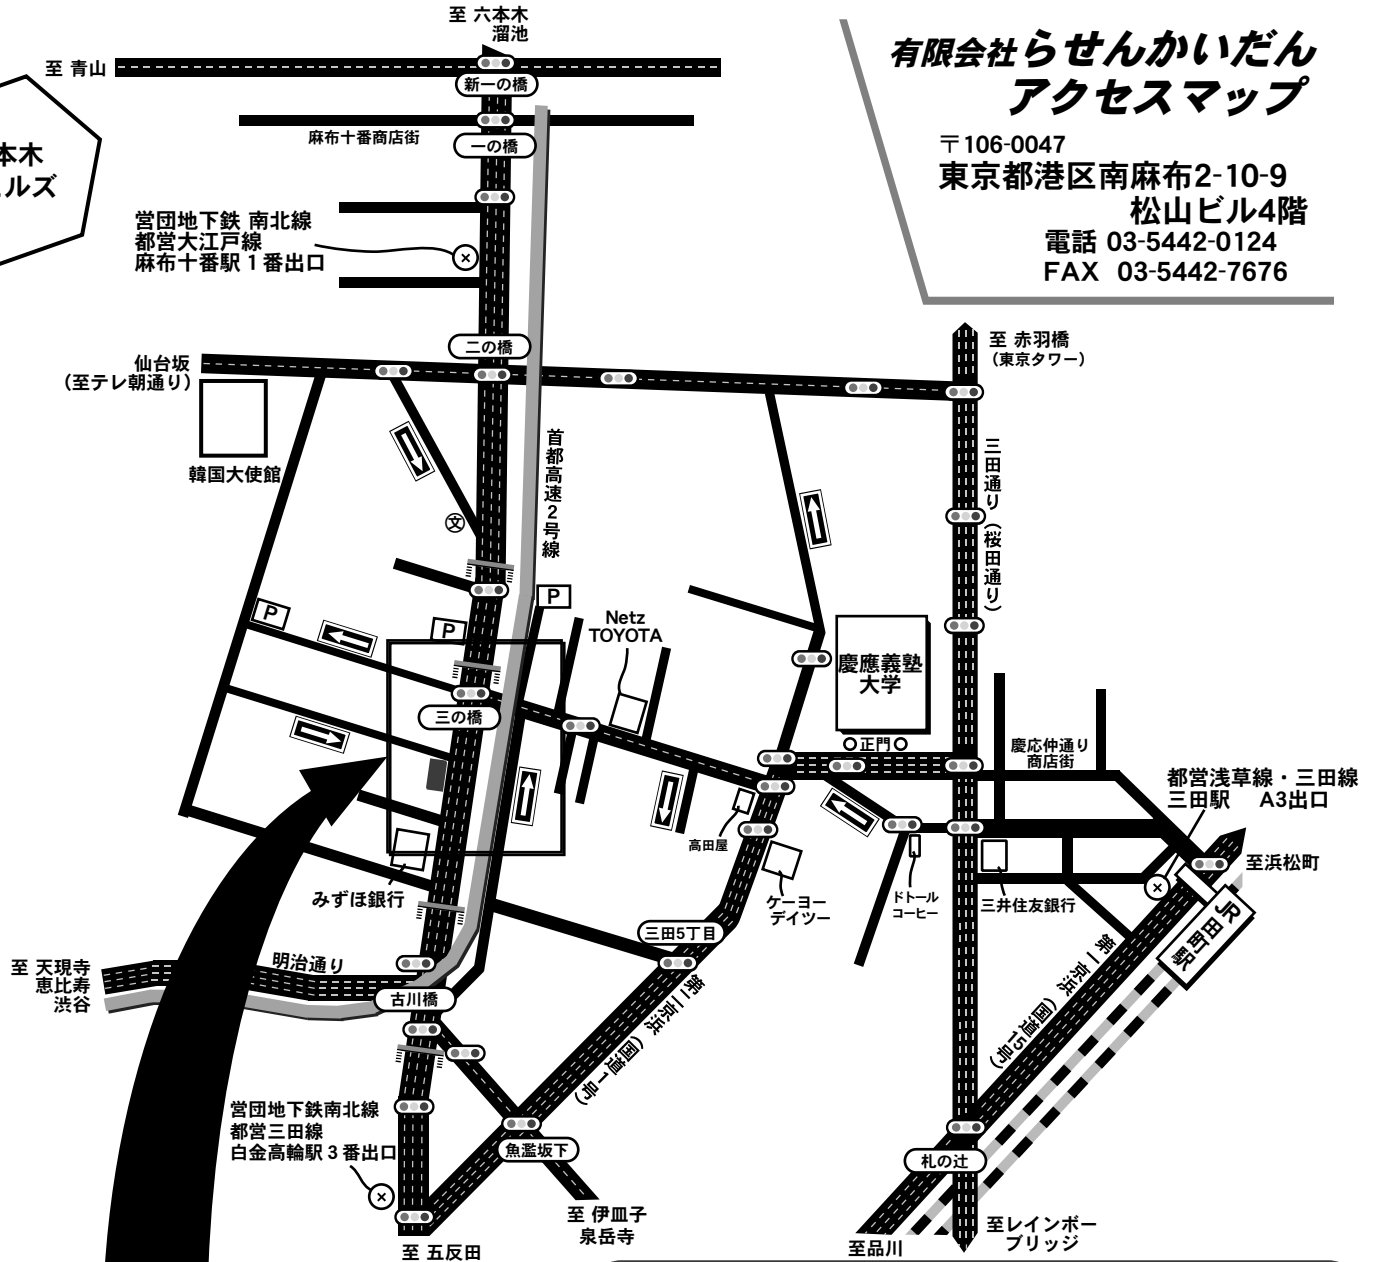 至 六本木
溜池
至 青山
新一の橋
麻布十番商店街
一の橋
有限会社らせんかいだん
アクセスマップ
〒106-0047
東京都港区南麻布2-10-9
松山ビル4階
電話 03-5442-0124
FAX 03-5442-7676
本木
ルズ
営団地下鉄 南北線
都営大江戸線
麻布十番駅1番出口
×
二の橋
仙台坂
(至テレ朝通り)
韓国大使館
至 赤羽橋
(東京タワー)
首都高速2号線
三田通り(桜田通り)
文
P
P
P
Netz
TOYOTA
慶應義塾
大学
正門
三の橋
慶応仲通り
商店街
都営浅草線・三田線
三田駅 A3出口
高田屋
至浜松町
×
みずほ銀行
ケーヨー
デイツー
ドトール
コーヒー
三井住友銀行
JR
田町駅
三田5丁目
明治通り
至 天現寺
恵比寿
渋谷
古川橋
第二京浜(国道1号)
第一京浜(国道15号)
営団地下鉄南北線
都営三田線
白金高輪駅3番出口
×
魚濫坂下
札の辻
至 伊皿子
泉岳寺
至 五反田
至品川
至レインボー
ブリッジ